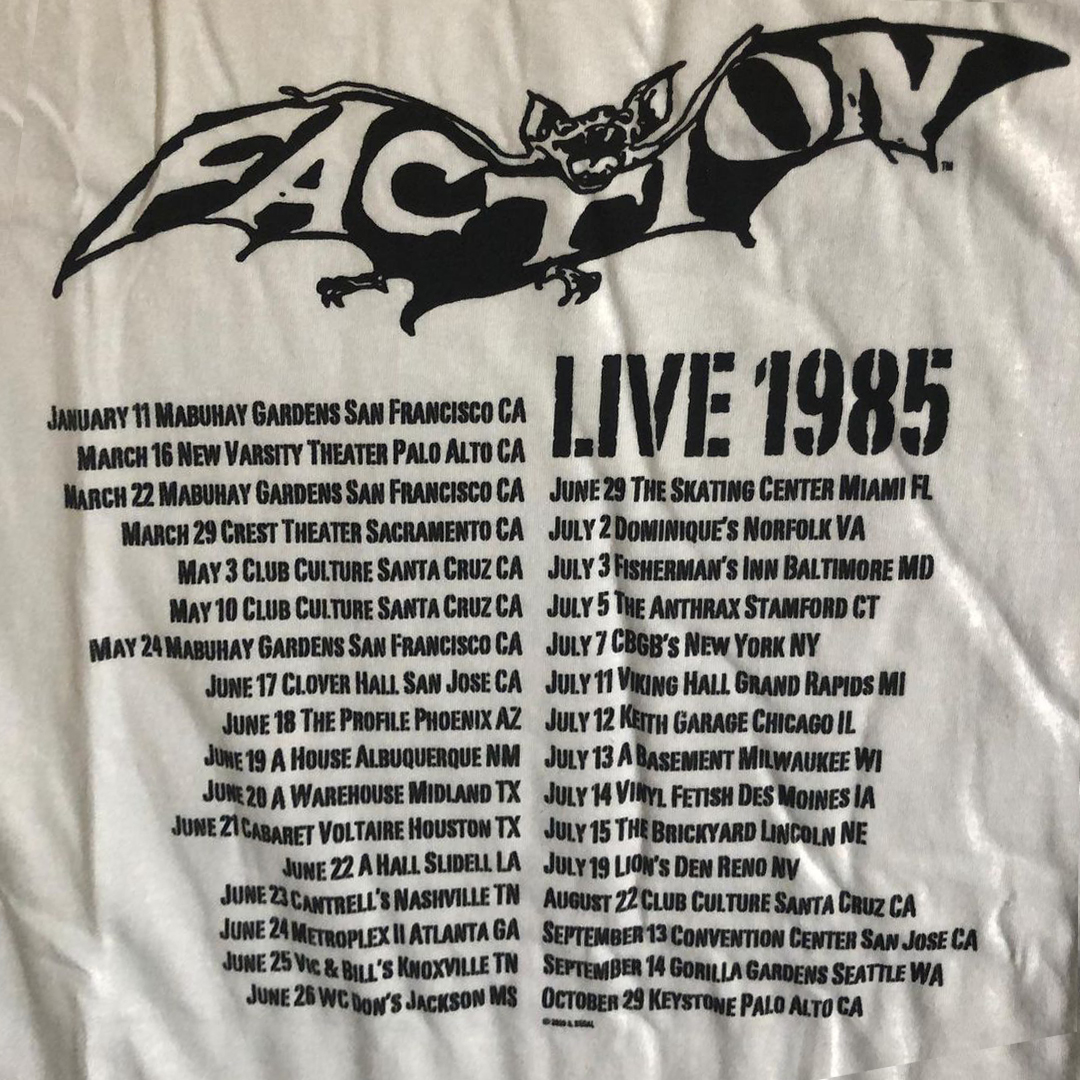 FACTION
TM
LIVE 1985
JANUARY 11 MABUHAY GARDENS SAN FRANCISCO CA
MARCH 16 NEW VARSITY THEATER PALO ALTO CA
MARCH 22 MABUHAY GARDENS SAN FRANCISCO CA
MARCH 29 CREST THEATER SACRAMENTO CA
MAY 3 CLUB CULTURE SANTA CRUZ CA
MAY 10 CLUB CULTURE SANTA CRUZ CA
MAY 24 MABUHAY GARDENS SAN FRANCISCO CA
JUNE 17 CLOVER HALL SAN JOSE CA
JUNE 18 THE PROFILE PHOENIX AZ
JUNE 19 A HOUSE ALBUQUERQUE NM
JUNE 20 A WAREHOUSE MIDLAND TX
JUNE 21 CABARET VOLTAIRE HOUSTON TX
JUNE 22 A HALL SLIDELL LA
JUNE 23 CANTRELL'S NASHVILLE TN
JUNE 24 METROPLEX II ATLANTA GA
JUNE 25 VIC & BILL'S KNOXVILLE TN
JUNE 26 WC DON'S JACKSON MS
JUNE 29 THE SKATING CENTER MIAMI FL
JULY 2 DOMINIQUE'S NORFOLK VA
JULY 3 FISHERMAN'S INN BALTIMORE MD
JULY 5 THE ANTHRAX STAMFORD CT
JULY 7 CBGB'S NEW YORK NY
JULY 11 VIKING HALL GRAND RAPIDS MI
JULY 12 KEITH GARAGE CHICAGO IL
JULY 13 A BASEMENT MILWAUKEE WI
JULY 14 VINYL FETISH DES MOINES IA
JULY 15 THE BRICKYARD LINCOLN NE
JULY 19 LION'S DEN RENO NV
AUGUST 22 CLUB CULTURE SANTA CRUZ CA
SEPTEMBER 13 CONVENTION CENTER SAN JOSE CA
SEPTEMBER 14 GORILLA GARDENS SEATTLE WA
OCTOBER 29 KEYSTONE PALO ALTO CA